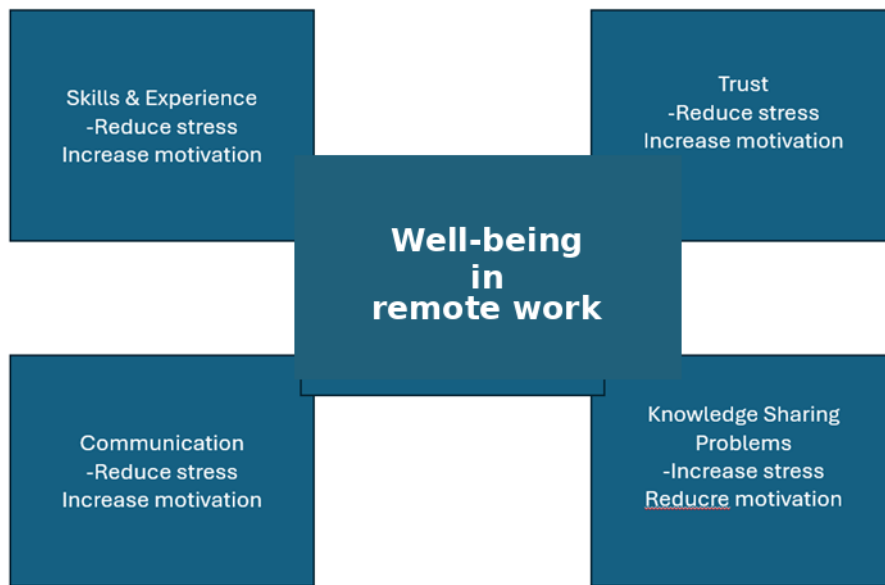 Skills & Experience
-Reduce stress
Increase motivation
Trust
-Reduce stress
Increase motivation
Well-being
in
remote work
Communication
-Reduce stress
Increase motivation
Knowledge Sharing
Problems
-Increase stress
Reducre motivation